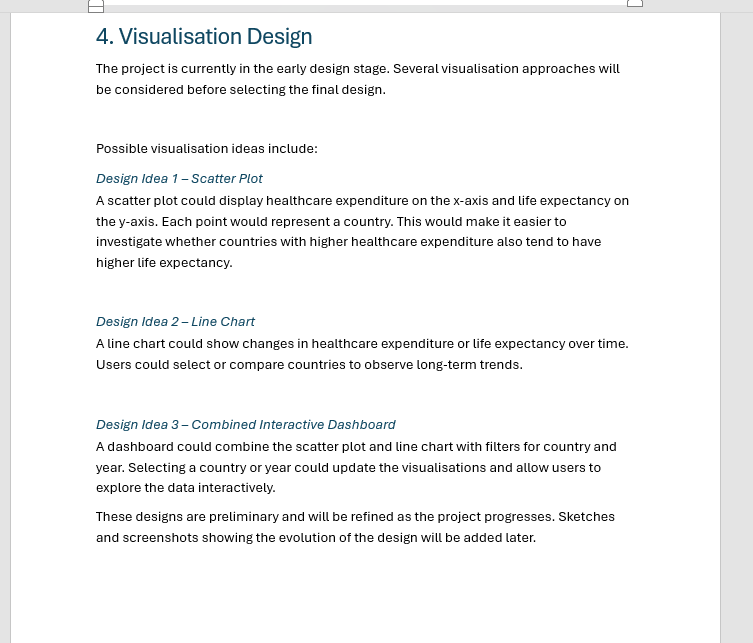 4. Visualisation Design
The project is currently in the early design stage. Several visualisation approaches will
be considered before selecting the final design.
Possible visualisation ideas include:
Design Idea 1 – Scatter Plot
A scatter plot could display healthcare expenditure on the x-axis and life expectancy on
the y-axis. Each point would represent a country. This would make it easier to
investigate whether countries with higher healthcare expenditure also tend to have
higher life expectancy.
Design Idea 2 – Line Chart
A line chart could show changes in healthcare expenditure or life expectancy over time.
Users could select or compare countries to observe long-term trends.
Design Idea 3 – Combined Interactive Dashboard
A dashboard could combine the scatter plot and line chart with filters for country and
year. Selecting a country or year could update the visualisations and allow users to
explore the data interactively.
These designs are preliminary and will be refined as the project progresses. Sketches
and screenshots showing the evolution of the design will be added later.